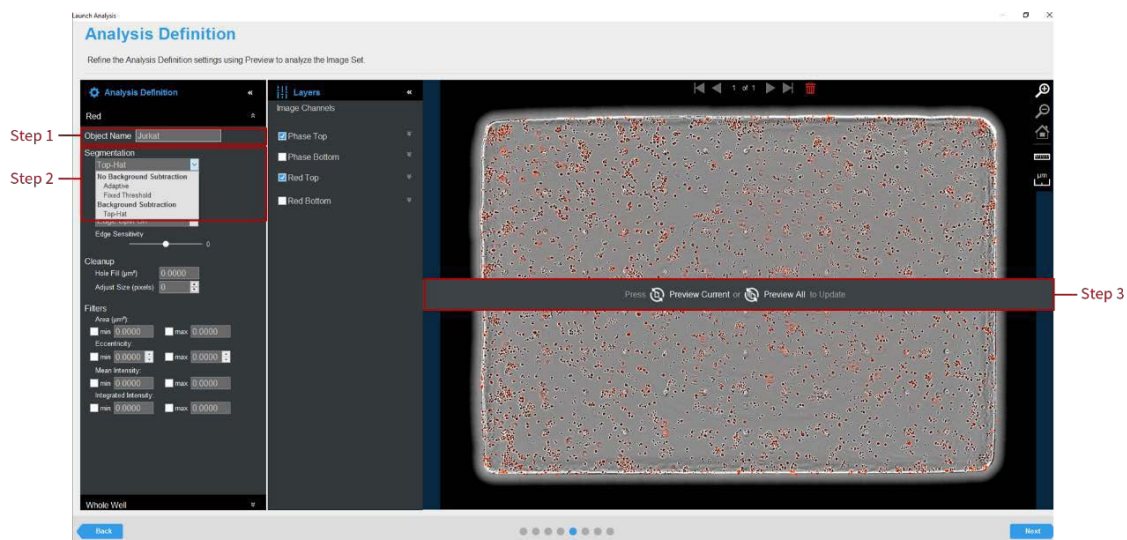 Launch Analysis
Analysis Definition
Refine the Analysis Definition settings using Preview to analyze the Image Set.
Analysis Definition
Red
Step 1
Object Name Jurkat
Segmentation
Step 2
Top-Hat
No Background Subtraction
Adaptive
Fixed Threshold
Background Subtraction
Top-Hat
Edge Split On
Edge Sensitivity
0
Cleanup
Hole Fill (µm²) 0.0000
Adjust Size (pixels) 0
Filters
Area (µm²):
min 0.0000 max 0.0000
Eccentricity:
min 0.0000 max 0.0000
Mean Intensity:
min 0.0000 max 0.0000
Integrated Intensity:
min 0.0000 max 0.0000
Whole Well
Layers
Image Channels
Phase Top
Phase Bottom
Red Top
Red Bottom
1 of 1
µm
Press Preview Current or Preview All to Update
Step 3
Back
Next